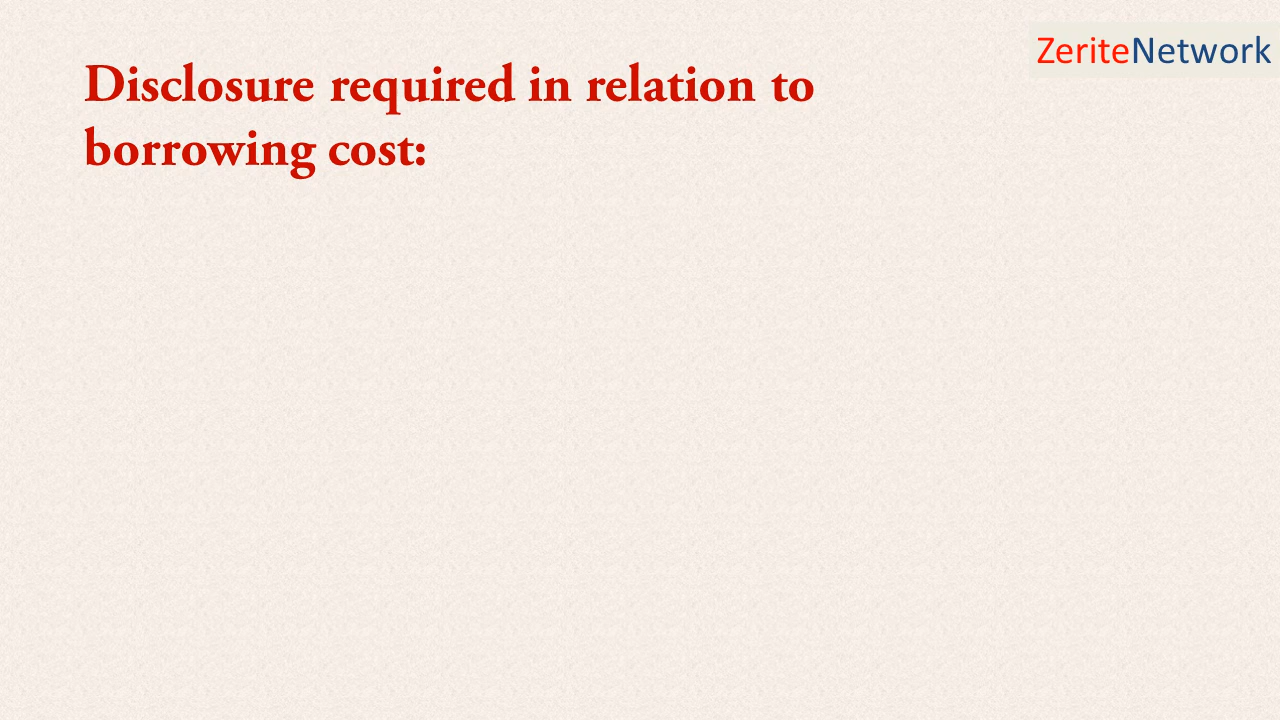 ZeriteNetwork
Disclosure required in relation to
borrowing cost: